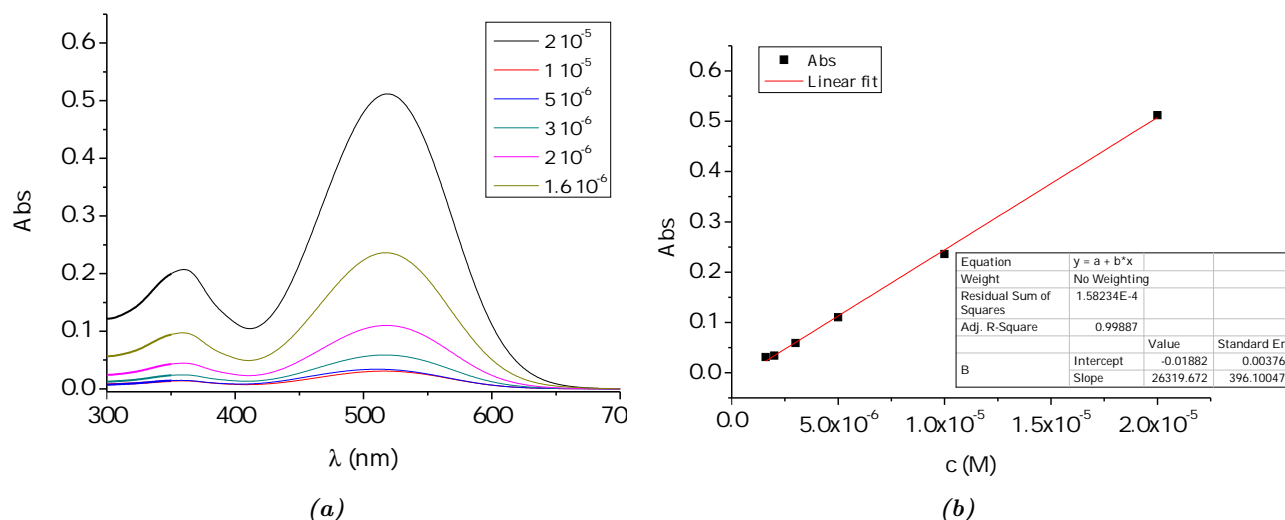 0.6
0.5
0.4
0.3
0.2
0.1
0.0
Abs
300
400
500
600
70
λ (nm)
2 10⁻⁵
1 10⁻⁵
5 10⁻⁶
3 10⁻⁶
2 10⁻⁶
1.6 10⁻⁶
(a)
0.6
0.5
0.4
0.3
0.2
0.1
0.0
Abs
Abs
Linear fit
Equation y = a + b*x
Weight No Weighting
Residual Sum of Squares 1.58234E-4
Adj. R-Square 0.99887
Value Standard Er
B Intercept -0.01882 0.00376
Slope 26319.672 396.10047
0.0
5.0x10⁻⁶
1.0x10⁻⁵
1.5x10⁻⁵
2.0x10⁻⁵
c (M)
(b)